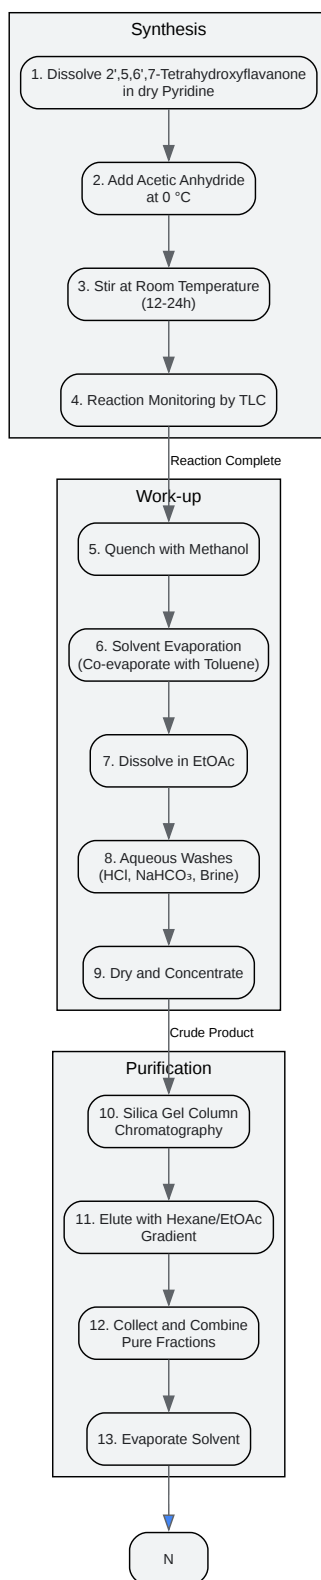 Synthesis
1. Dissolve 2',5,6',7-Tetrahydroxyflavanone
in dry Pyridine
2. Add Acetic Anhydride
at 0 °C
3. Stir at Room Temperature
(12-24h)
4. Reaction Monitoring by TLC
Reaction Complete
Work-up
5. Quench with Methanol
6. Solvent Evaporation
(Co-evaporate with Toluene)
7. Dissolve in EtOAc
8. Aqueous Washes
(HCl, NaHCO₃, Brine)
9. Dry and Concentrate
Crude Product
Purification
10. Silica Gel Column
Chromatography
11. Elute with Hexane/EtOAc
Gradient
12. Collect and Combine
Pure Fractions
13. Evaporate Solvent
N